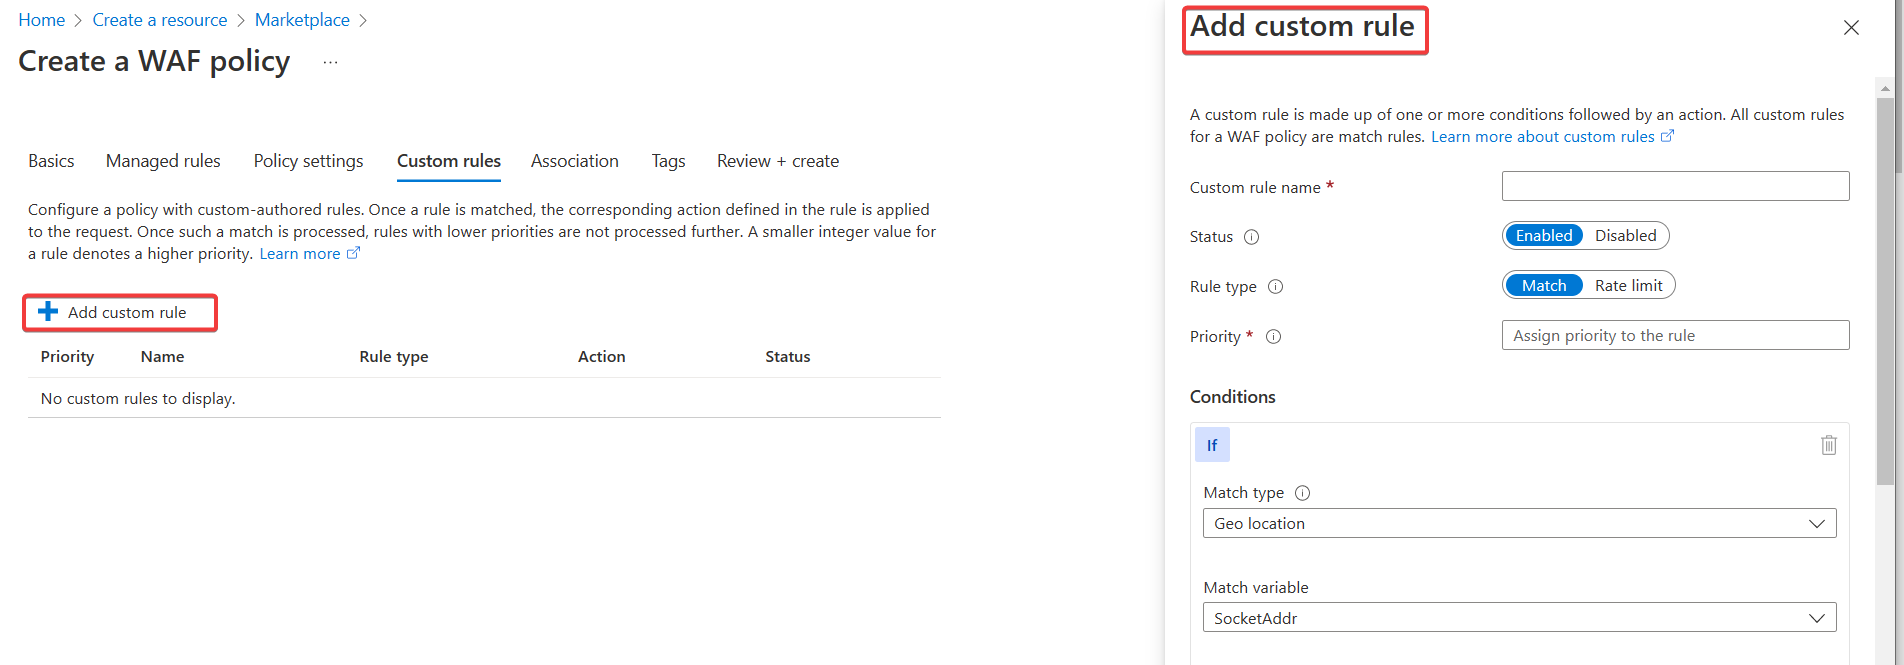 Home > Create a resource > Marketplace >
Create a WAF policy ...
Basics Managed rules Policy settings Custom rules Association Tags Review + create
Configure a policy with custom-authored rules. Once a rule is matched, the corresponding action defined in the rule is applied
to the request. Once such a match is processed, rules with lower priorities are not processed further. A smaller integer value for
a rule denotes a higher priority. Learn more
Add custom rule
Priority Name Rule type Action Status
No custom rules to display.
Add custom rule
A custom rule is made up of one or more conditions followed by an action. All custom rules
for a WAF policy are match rules. Learn more about custom rules
Custom rule name *
Status Enabled Disabled
Rule type Match Rate limit
Priority * Assign priority to the rule
Conditions
If
Match type
Geo location
Match variable
SocketAddr